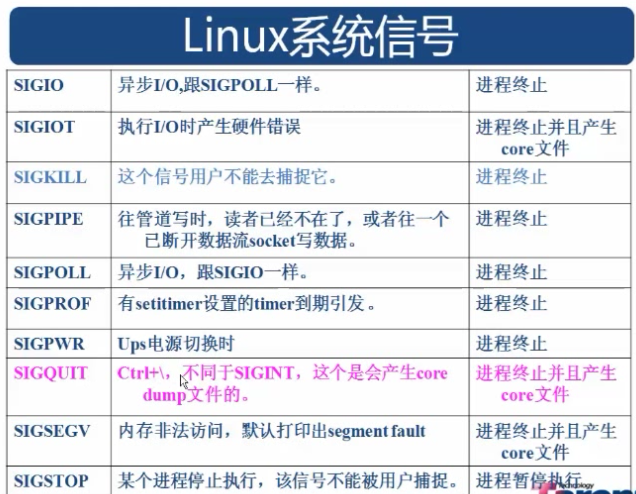 Linux系统信号
SIGIO 异步I/O,跟SIGPOLL一样。 进程终止
SIGIOT 执行I/O时产生硬件错误 进程终止并且产生
core文件
SIGKILL 这个信号用户不能去捕捉它。 进程终止
SIGPIPE 往管道写时，读者已经不在了，或者往一个 进程终止
已断开数据流socket写数据。
SIGPOLL 异步I/O，跟SIGIO一样。 进程终止
SIGPROF 有setitimer设置的timer到期引发。 进程终止
SIGPWR Ups电源切换时 进程终止
SIGQUIT Ctrl+\，不同于SIGINT，这个是会产生core 进程终止并且产生
dump文件的。 core文件
SIGSEGV 内存非法访问，默认打印出segment fault 进程终止并且产生
core文件
SIGSTOP 某个进程停止执行，该信号不能被用户捕捉。 进程暂停执行
Technology